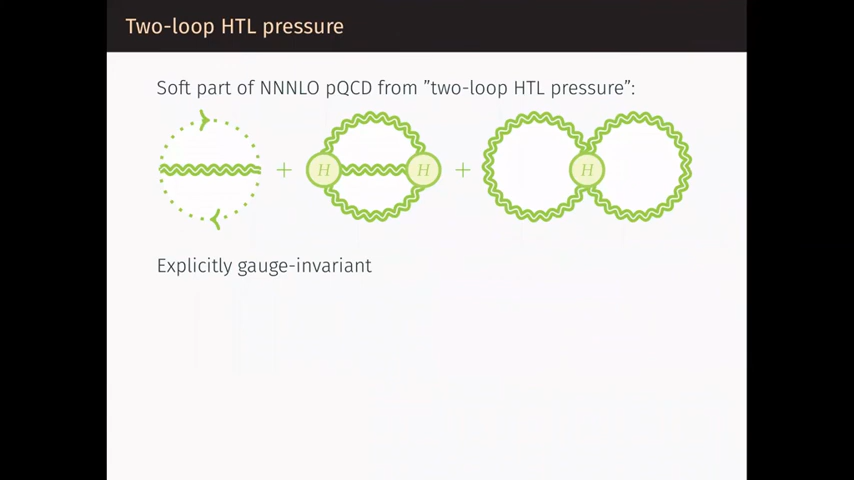 Two-loop HTL pressure
Soft part of NNNLO pQCD from ”two-loop HTL pressure”:
+ H H + H
Explicitly gauge-invariant